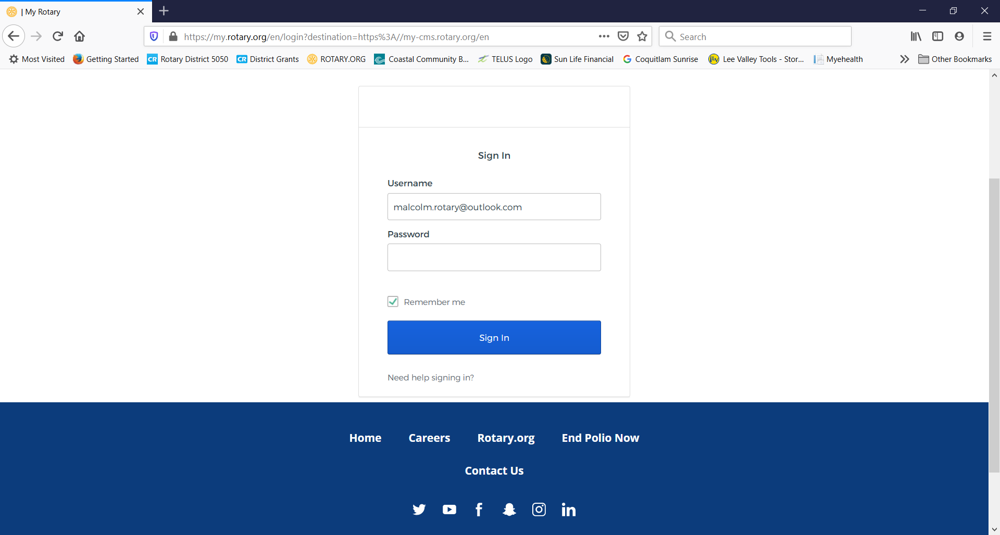 | My Rotary
https://my.rotary.org/en/login?destination=https%3A//my-cms.rotary.org/en
Search
Most Visited Getting Started CR Rotary District 5050 CR District Grants ROTARY.ORG Coastal Community B... TELUS Logo Sun Life Financial Coquitlam Sunrise Lee Valley Tools - Stor... Myehealth Other Bookmarks
Sign In
Username
malcolm.rotary@outlook.com
Password
Remember me
Sign In
Need help signing in?
Home Careers Rotary.org End Polio Now
Contact Us